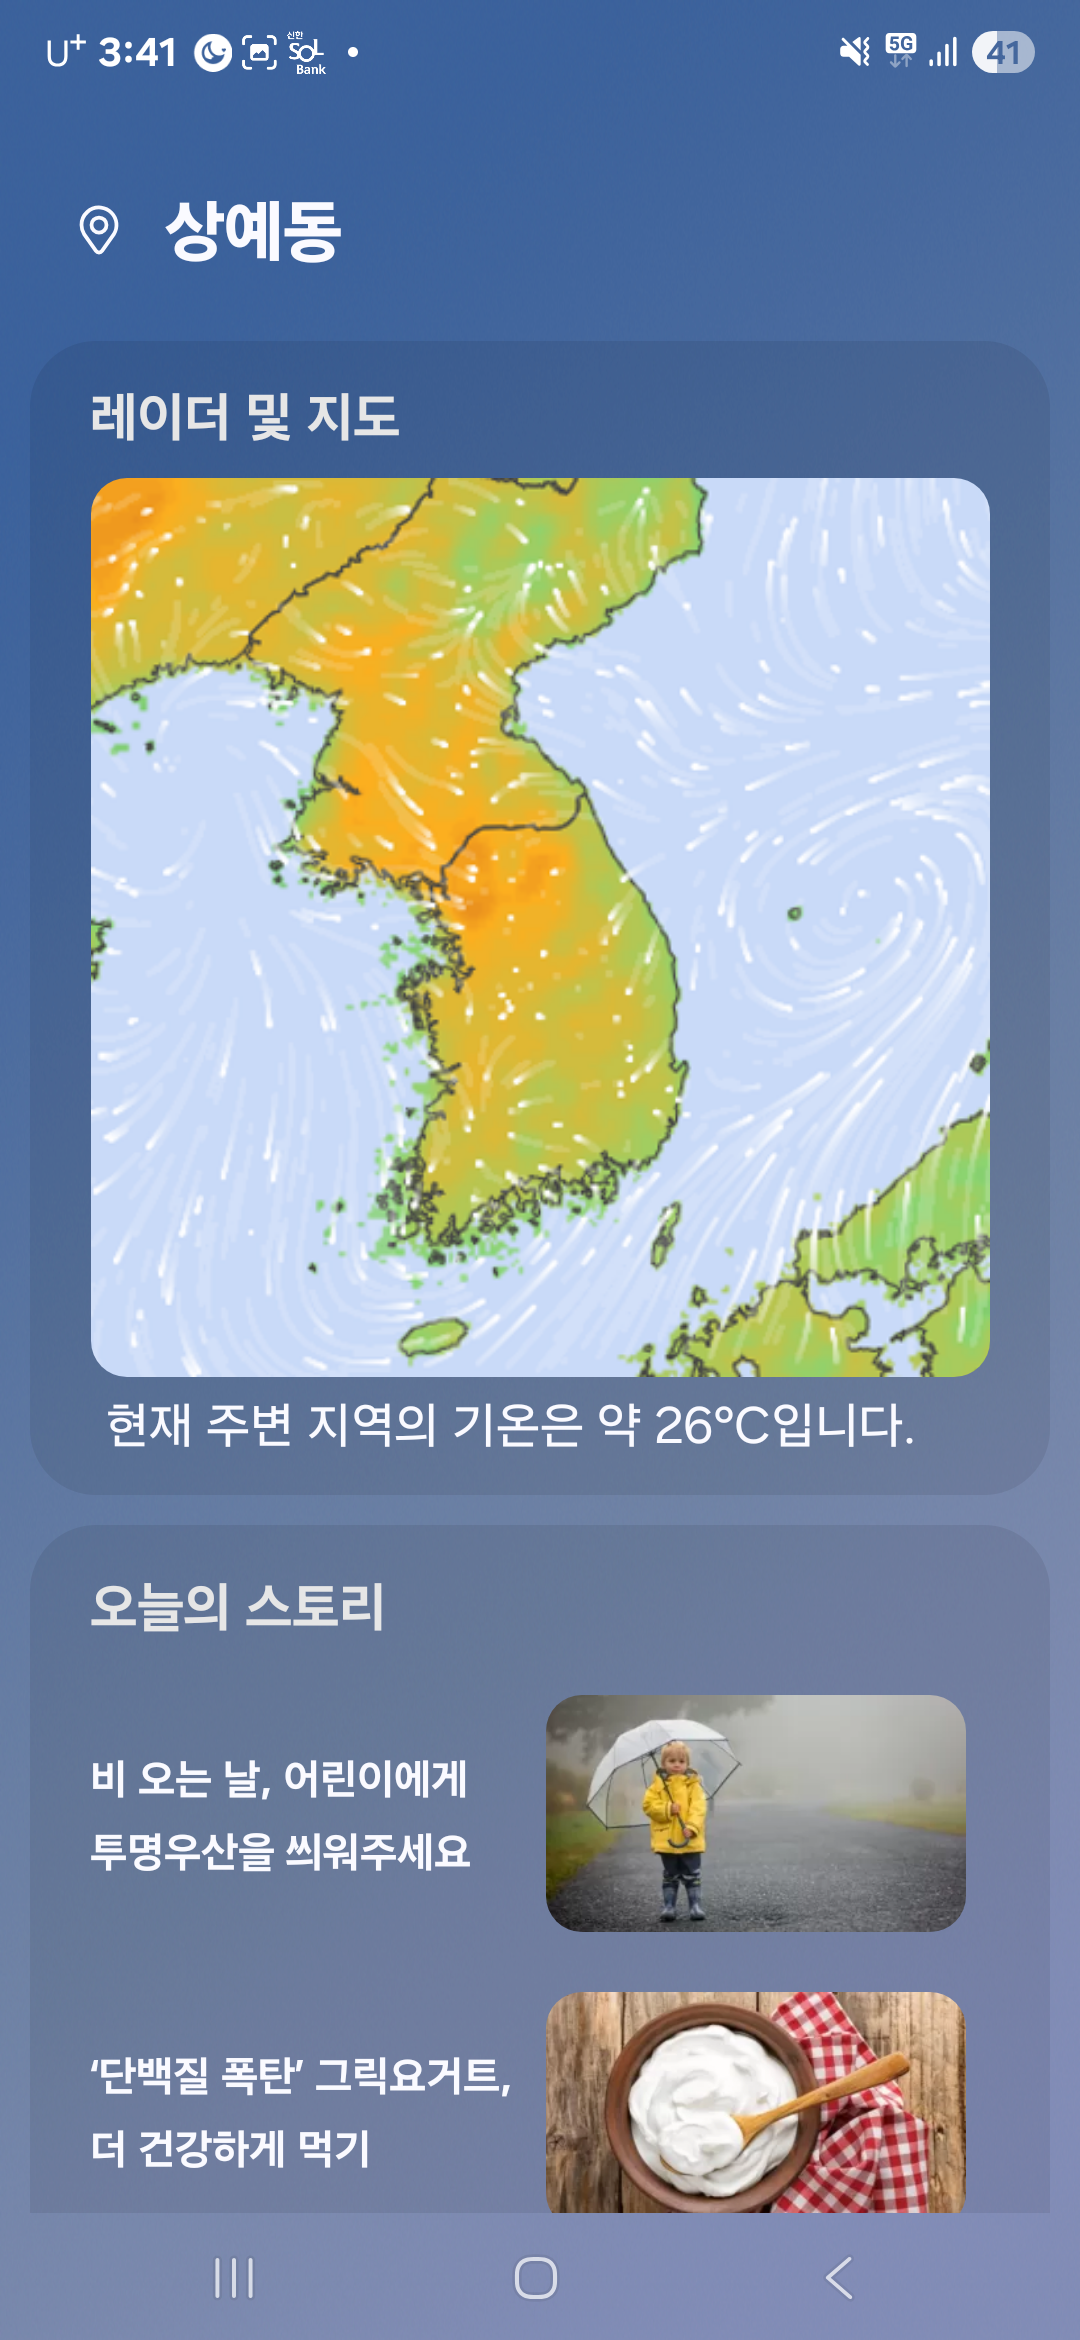 U+ 3:41 신한 SOL Bank 5G 41
상예동
레이더 및 지도
현재 주변 지역의 기온은 약 26°C입니다.
오늘의 스토리
비 오는 날, 어린이에게
투명우산을 씌워주세요
‘단백질 폭탄’ 그릭요거트,
더 건강하게 먹기